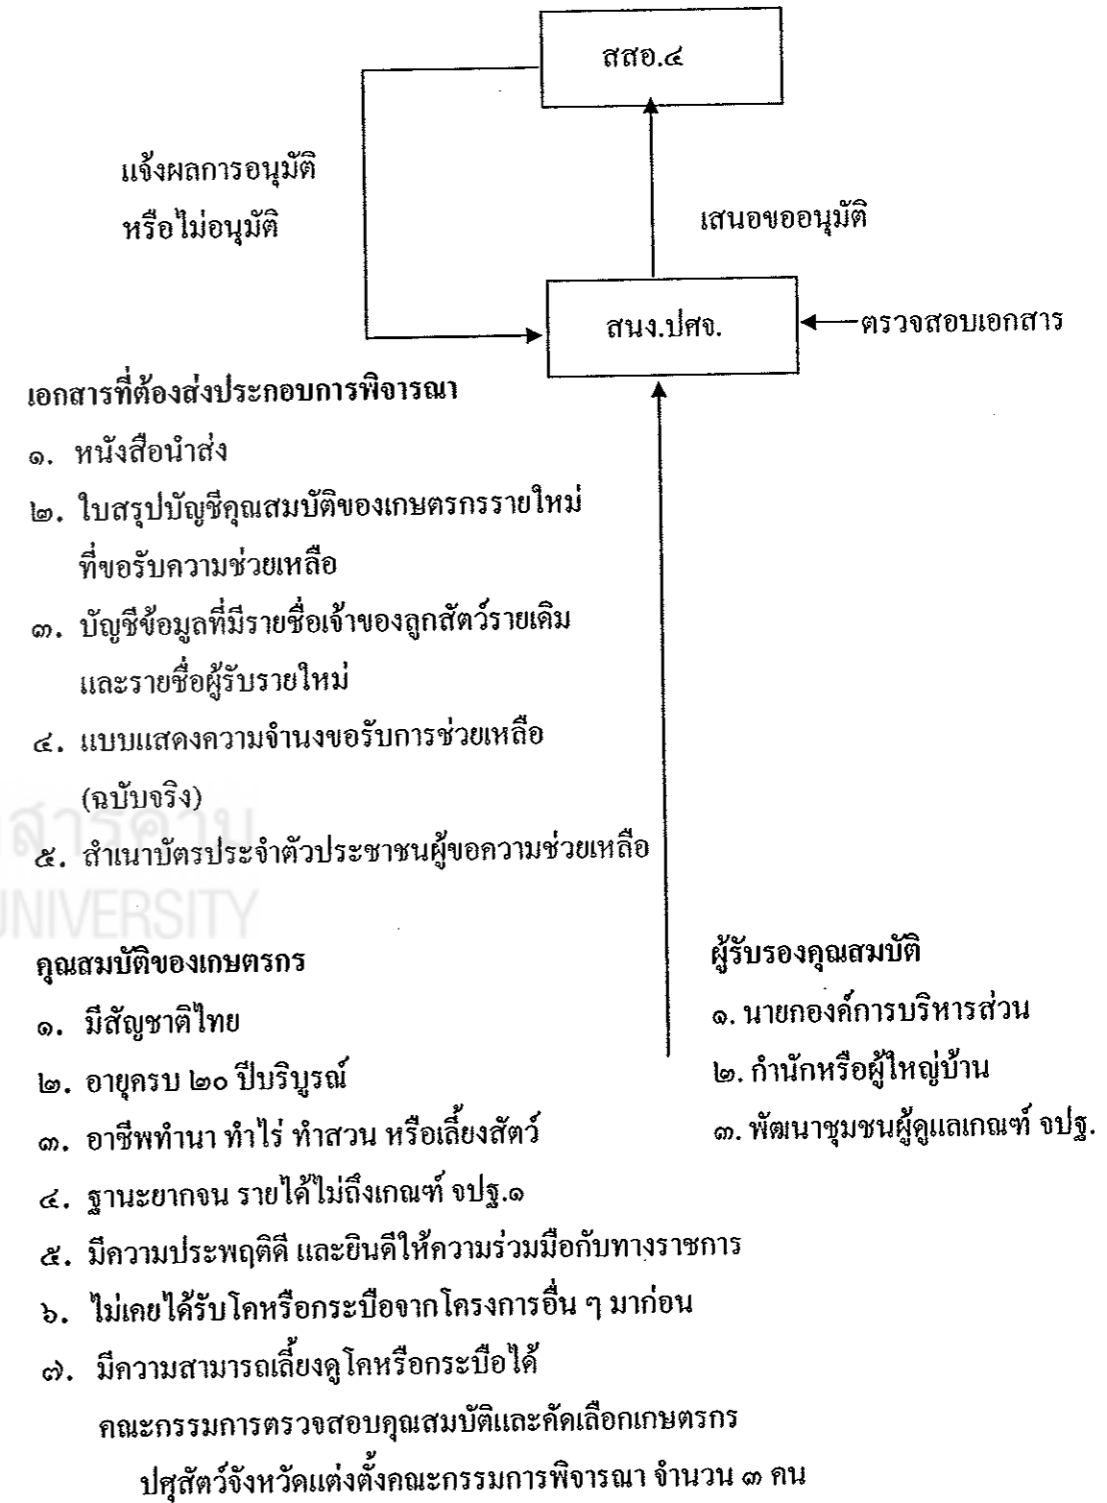 สสอ.๔
แจ้งผลการอนุมัติ
หรือไม่อนุมัติ
เสนอขออนุมัติ
สนง.ปศจ.
ตรวจสอบเอกสาร
เอกสารที่ต้องส่งประกอบการพิจารณา
๑. หนังสือนำส่ง
๒. ใบสรุปบัญชีคุณสมบัติของเกษตรกรรายใหม่
ที่ขอรับความช่วยเหลือ
๓. บัญชีข้อมูลที่มีรายชื่อเจ้าของลูกสัตว์รายเดิม
และรายชื่อผู้รับรายใหม่
๔. แบบแสดงความจำนงขอรับการช่วยเหลือ
(ฉบับจริง)
๕. สำเนาบัตรประจำตัวประชาชนผู้ขอความช่วยเหลือ
สารคาม
UNIVERSITY
คุณสมบัติของเกษตรกร
๑. มีสัญชาติไทย
๒. อายุครบ ๒๐ ปีบริบูรณ์
๓. อาชีพทำนา ทำไร่ ทำสวน หรือเลี้ยงสัตว์
๔. ฐานะยากจน รายได้ไม่ถึงเกณฑ์ จปฐ.๑
๕. มีความประพฤติดี และยินดีให้ความร่วมมือกับทางราชการ
๖. ไม่เคยได้รับโคหรือกระบือจากโครงการอื่น ๆ มาก่อน
๗. มีความสามารถเลี้ยงดูโคหรือกระบือได้
คณะกรรมการตรวจสอบคุณสมบัติและคัดเลือกเกษตรกร
ปศุสัตว์จังหวัดแต่งตั้งคณะกรรมการพิจารณา จำนวน ๓ คน
ผู้รับรองคุณสมบัติ
๑. นายกองค์การบริหารส่วน
๒. กำนักหรือผู้ใหญ่บ้าน
๓. พัฒนาชุมชนผู้ดูแลเกณฑ์ จปฐ.